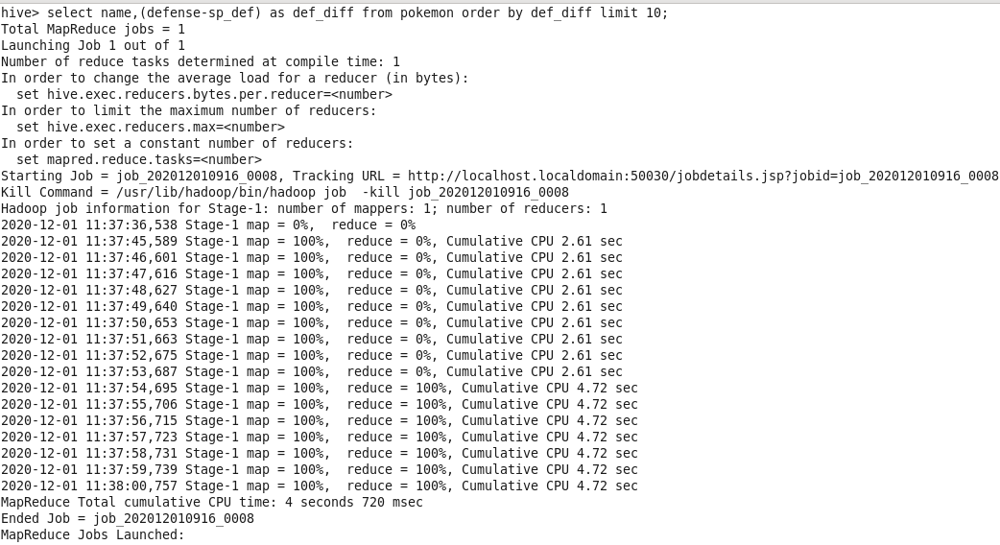 hive> select name,(defense-sp_def) as def_diff from pokemon order by def_diff limit 10;
Total MapReduce jobs = 1
Launching Job 1 out of 1
Number of reduce tasks determined at compile time: 1
In order to change the average load for a reducer (in bytes):
  set hive.exec.reducers.bytes.per.reducer=<number>
In order to limit the maximum number of reducers:
  set hive.exec.reducers.max=<number>
In order to set a constant number of reducers:
  set mapred.reduce.tasks=<number>
Starting Job = job_202012010916_0008, Tracking URL = http://localhost.localdomain:50030/jobdetails.jsp?jobid=job_202012010916_0008
Kill Command = /usr/lib/hadoop/bin/hadoop job  -kill job_202012010916_0008
Hadoop job information for Stage-1: number of mappers: 1; number of reducers: 1
2020-12-01 11:37:36,538 Stage-1 map = 0%,  reduce = 0%
2020-12-01 11:37:45,589 Stage-1 map = 100%,  reduce = 0%, Cumulative CPU 2.61 sec
2020-12-01 11:37:46,601 Stage-1 map = 100%,  reduce = 0%, Cumulative CPU 2.61 sec
2020-12-01 11:37:47,616 Stage-1 map = 100%,  reduce = 0%, Cumulative CPU 2.61 sec
2020-12-01 11:37:48,627 Stage-1 map = 100%,  reduce = 0%, Cumulative CPU 2.61 sec
2020-12-01 11:37:49,640 Stage-1 map = 100%,  reduce = 0%, Cumulative CPU 2.61 sec
2020-12-01 11:37:50,653 Stage-1 map = 100%,  reduce = 0%, Cumulative CPU 2.61 sec
2020-12-01 11:37:51,663 Stage-1 map = 100%,  reduce = 0%, Cumulative CPU 2.61 sec
2020-12-01 11:37:52,675 Stage-1 map = 100%,  reduce = 0%, Cumulative CPU 2.61 sec
2020-12-01 11:37:53,687 Stage-1 map = 100%,  reduce = 0%, Cumulative CPU 2.61 sec
2020-12-01 11:37:54,695 Stage-1 map = 100%,  reduce = 100%, Cumulative CPU 4.72 sec
2020-12-01 11:37:55,706 Stage-1 map = 100%,  reduce = 100%, Cumulative CPU 4.72 sec
2020-12-01 11:37:56,715 Stage-1 map = 100%,  reduce = 100%, Cumulative CPU 4.72 sec
2020-12-01 11:37:57,723 Stage-1 map = 100%,  reduce = 100%, Cumulative CPU 4.72 sec
2020-12-01 11:37:58,731 Stage-1 map = 100%,  reduce = 100%, Cumulative CPU 4.72 sec
2020-12-01 11:37:59,739 Stage-1 map = 100%,  reduce = 100%, Cumulative CPU 4.72 sec
2020-12-01 11:38:00,757 Stage-1 map = 100%,  reduce = 100%, Cumulative CPU 4.72 sec
MapReduce Total cumulative CPU time: 4 seconds 720 msec
Ended Job = job_202012010916_0008
MapReduce Jobs Launched: